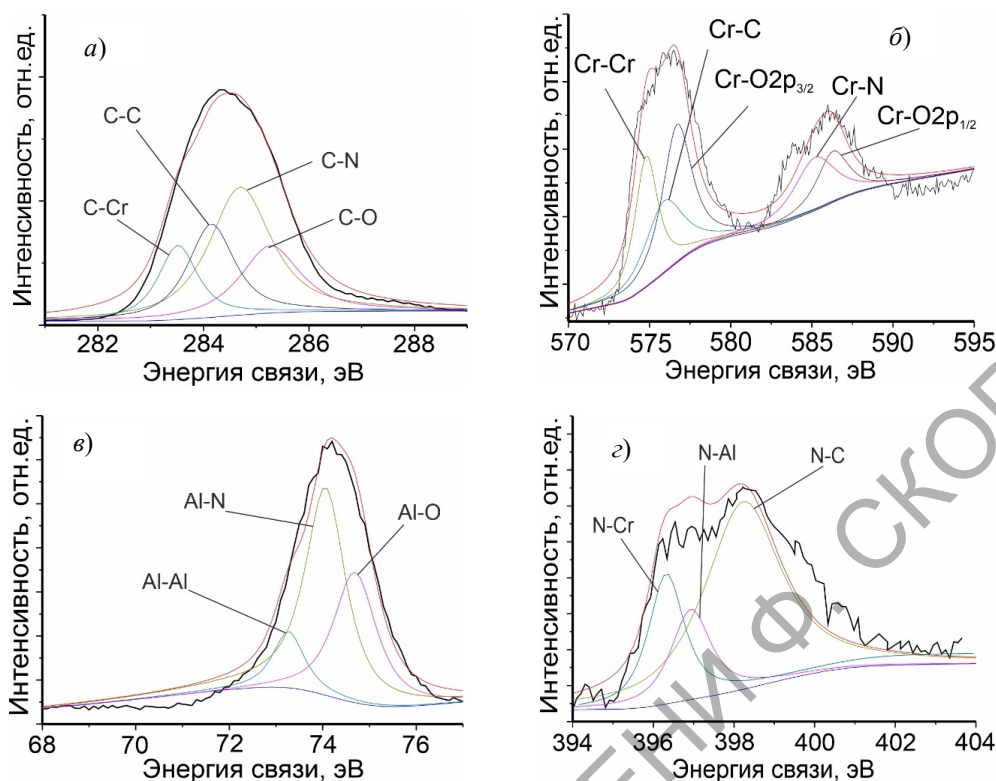 а)
Интенсивность, отн.ед.
C-C
C-Cr
C-N
C-O
282 284 286 288
Энергия связи, эВ
б)
Интенсивность, отн.ед.
Cr-C
Cr-Cr
Cr-O2p3/2
Cr-N
Cr-O2p1/2
570 575 580 585 590 595
Энергия связи, эВ
в)
Интенсивность, отн.ед.
Al-N
Al-O
Al-Al
68 70 72 74 76
Энергия связи, эВ
г)
Интенсивность, отн.ед.
N-Al
N-C
N-Cr
394 396 398 400 402 404
Энергия связи, эВ
ЕНИ Ф. СКОР